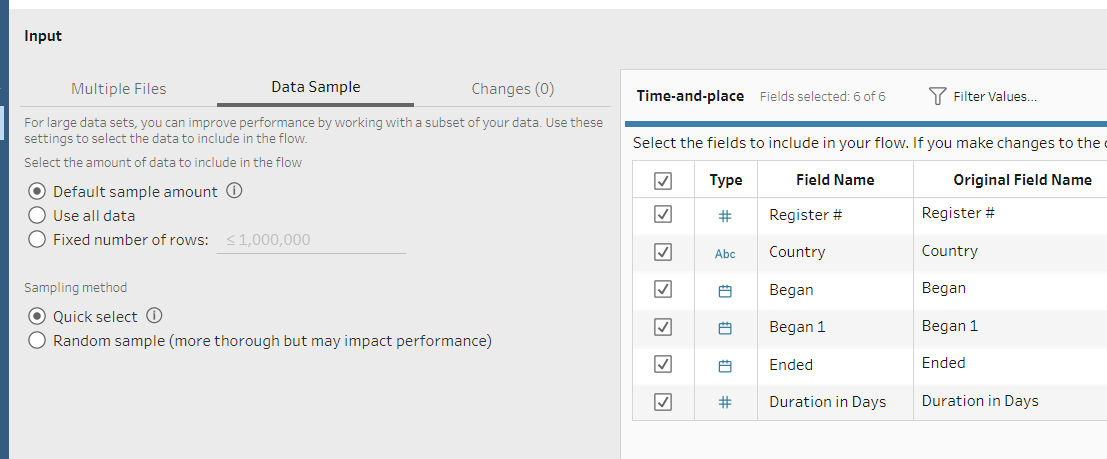 Input
Multiple Files
Data Sample
Changes (0)
For large data sets, you can improve performance by working with a subset of your data. Use these
settings to select the data to include in the flow.
Select the amount of data to include in the flow
Default sample amount
Use all data
Fixed number of rows: ≤ 1,000,000
Sampling method
Quick select
Random sample (more thorough but may impact performance)
Time-and-place Fields selected: 6 of 6 Filter Values...
Select the fields to include in your flow. If you make changes to the
Type Field Name Original Field Name
# Register # Register #
Abc Country Country
Began Began
Began 1 Began 1
Ended Ended
# Duration in Days Duration in Days